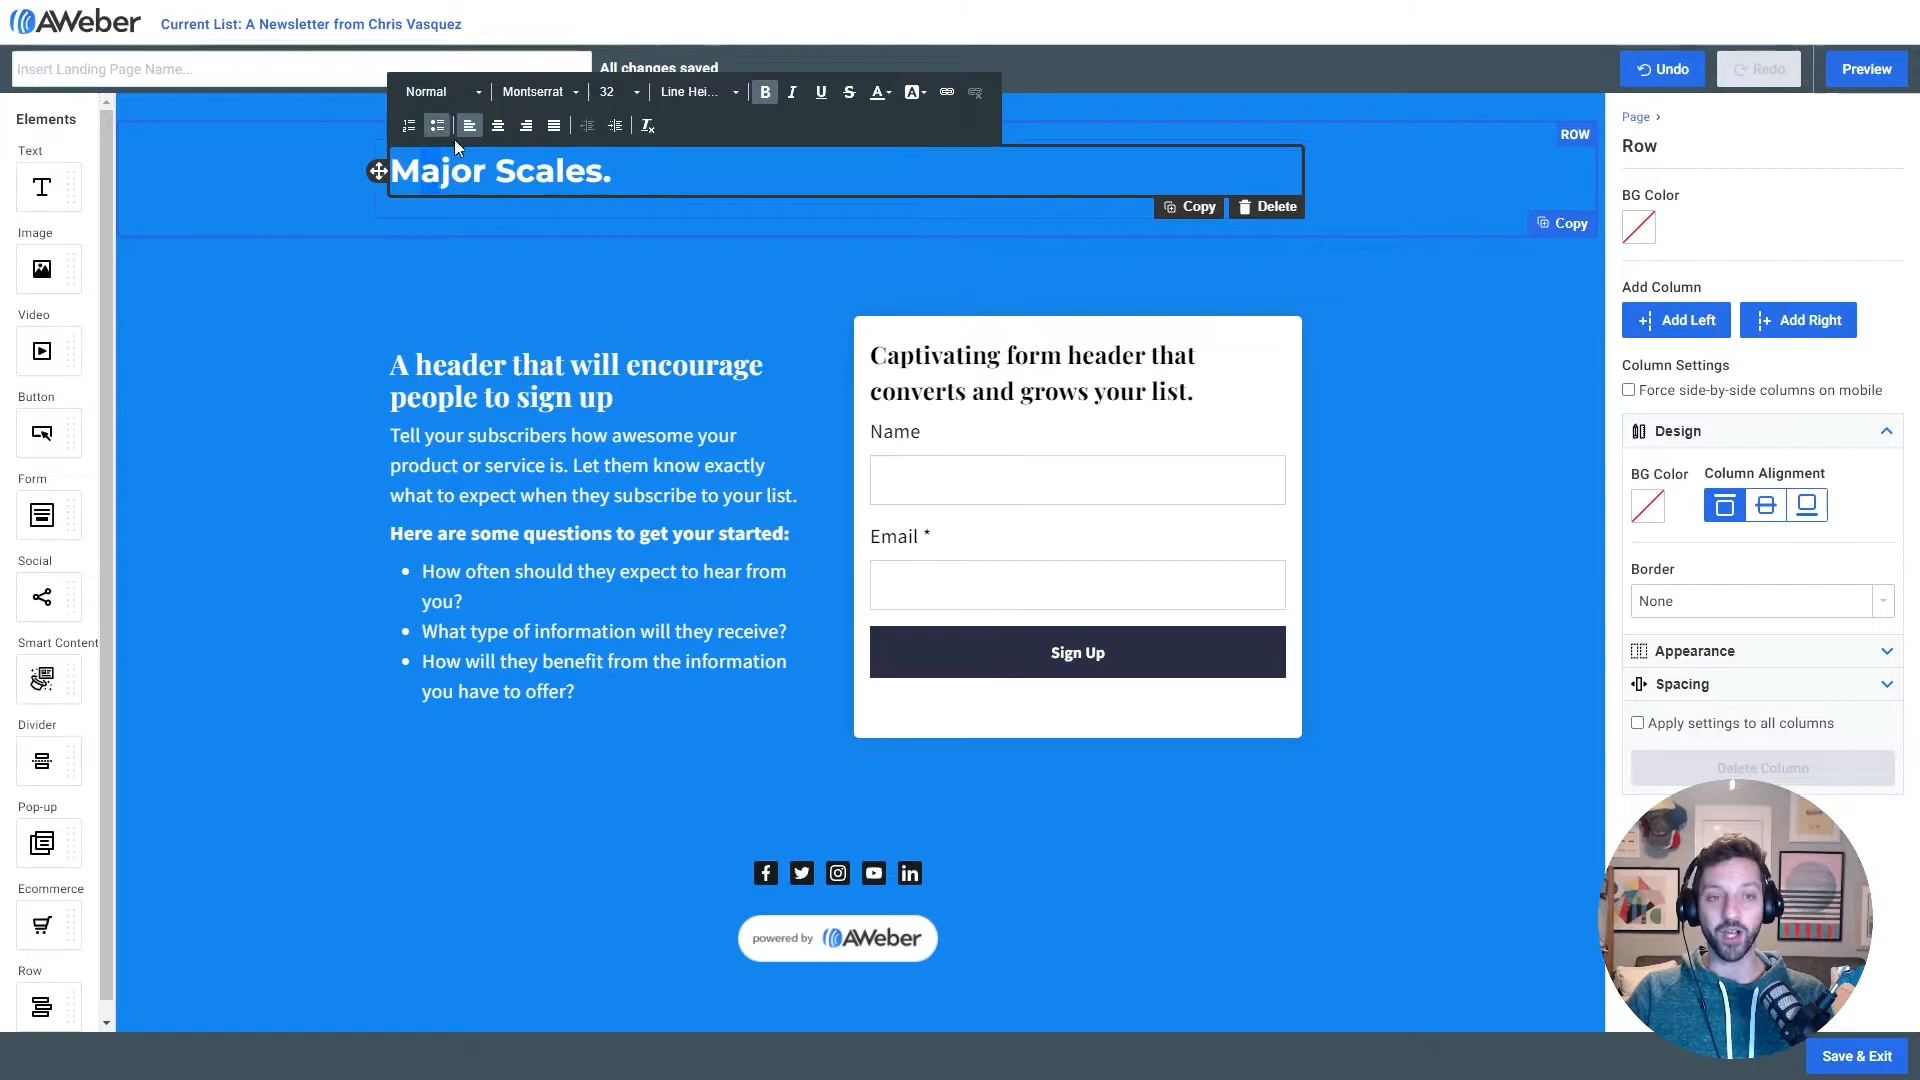 AWeber
Current List: A Newsletter from Chris Vasquez
Insert Landing Page Name...
All changes saved
Undo
Redo
Preview
Normal
Montserrat
32
Line Hei...
B
I
U
S
A
A
Elements
Text
Image
Video
Button
Form
Social
Smart Content
Divider
Pop-up
Ecommerce
Row
ROW
Major Scales.
Copy
Delete
Copy
A header that will encourage
people to sign up
Tell your subscribers how awesome your
product or service is. Let them know exactly
what to expect when they subscribe to your list.
Here are some questions to get your started:
How often should they expect to hear from
you?
What type of information will they receive?
How will they benefit from the information
you have to offer?
Captivating form header that
converts and grows your list.
Name
Email *
Sign Up
powered by AWeber
Page
Row
BG Color
Add Column
Add Left
Add Right
Column Settings
Force side-by-side columns on mobile
Design
BG Color
Column Alignment
Border
None
Appearance
Spacing
Apply settings to all columns
Delete Column
Save & Exit